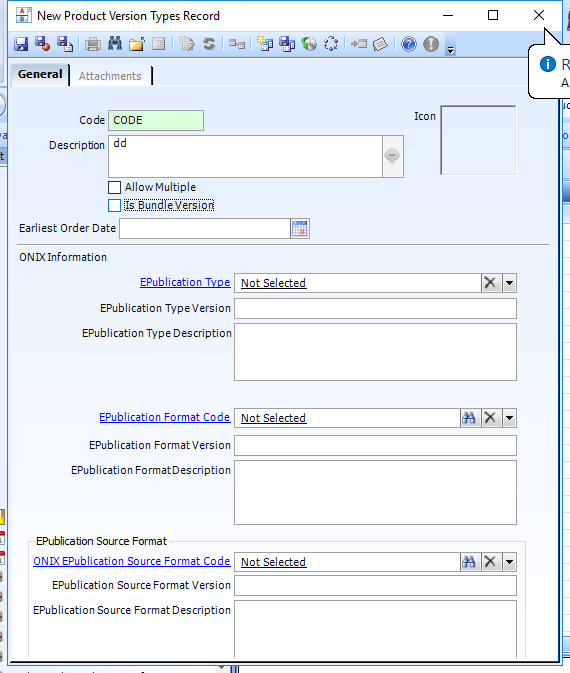 New Product Version Types Record
General
Attachments
Code
CODE
Icon
Description
dd
Allow Multiple
Is Bundle Version
Earliest Order Date
ONIX Information
EPublication Type
Not Selected
EPublication Type Version
EPublication Type Description
EPublication Format Code
Not Selected
EPublication Format Version
EPublication Format Description
EPublication Source Format
ONIX EPublication Source Format Code
Not Selected
EPublication Source Format Version
EPublication Source Format Description